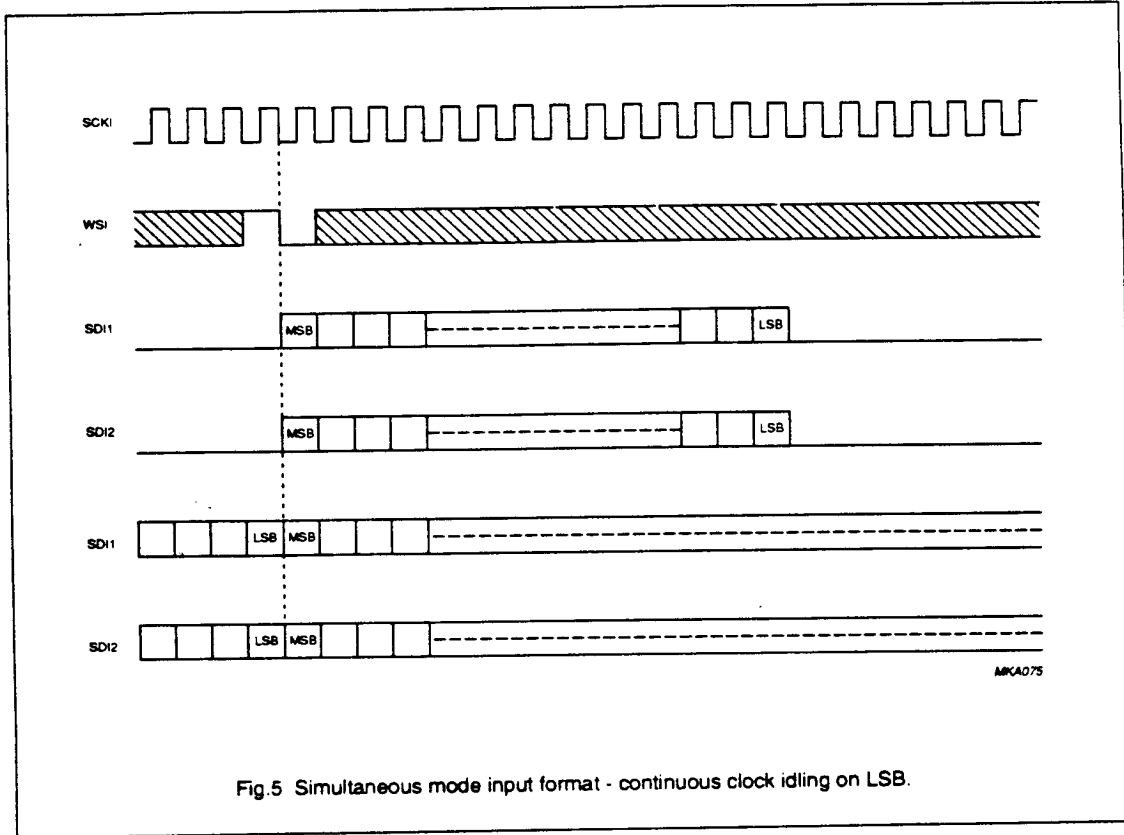 SCKI
WSI
SDI1
MSB
LSB
SDI2
MSB
LSB
SDI1
LSB MSB
SDI2
LSB MSB
MKA075
Fig.5 Simultaneous mode input format - continuous clock idling on LSB.